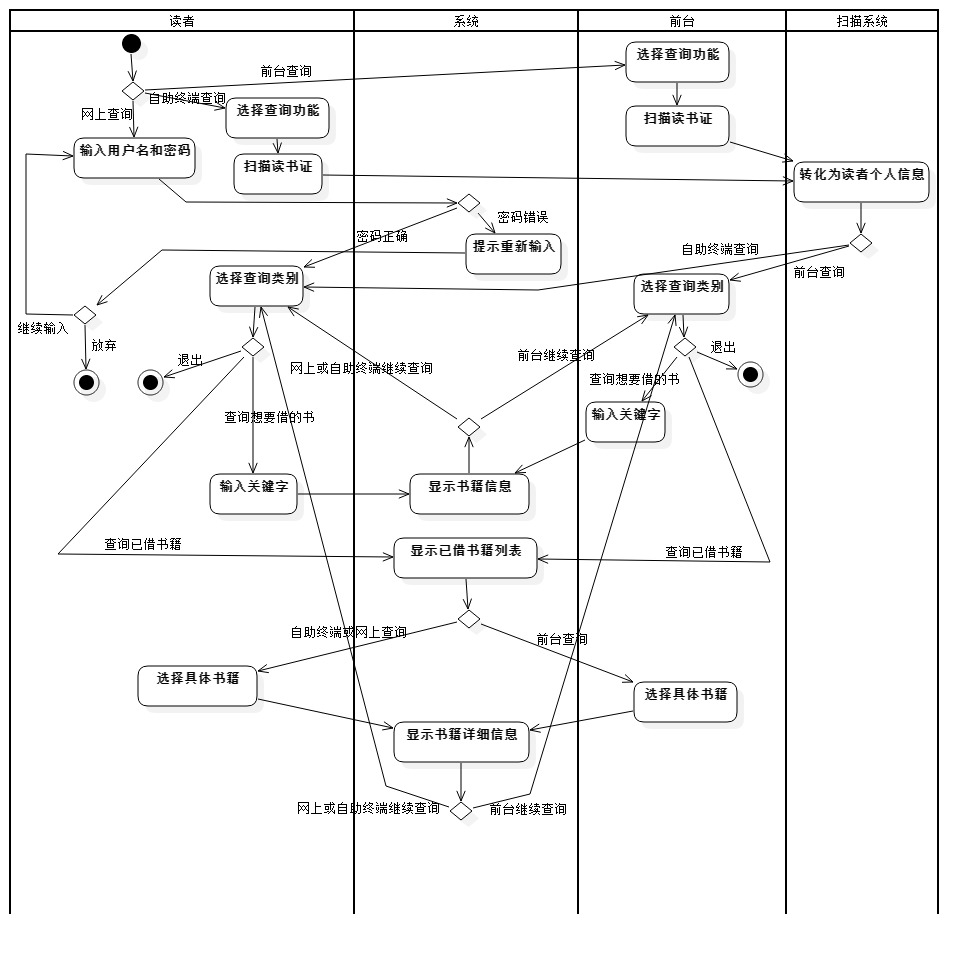 读者
系统
前台
扫描系统
选择查询功能
前台查询
自助终端查询
选择查询功能
网上查询
扫描读书证
输入用户名和密码
扫描读书证
转化为读者个人信息
密码错误
密码正确
提示重新输入
自助终端查询
前台查询
选择查询类别
选择查询类别
继续输入
放弃
退出
网上或自助终端继续查询
前台继续查询
退出
查询想要借的书
查询想要借的书
输入关键字
输入关键字
显示书籍信息
查询已借书籍
显示已借书籍列表
查询已借书籍
自助终端或网上查询
前台查询
选择具体书籍
选择具体书籍
显示书籍详细信息
网上或自助终端继续查询
前台继续查询